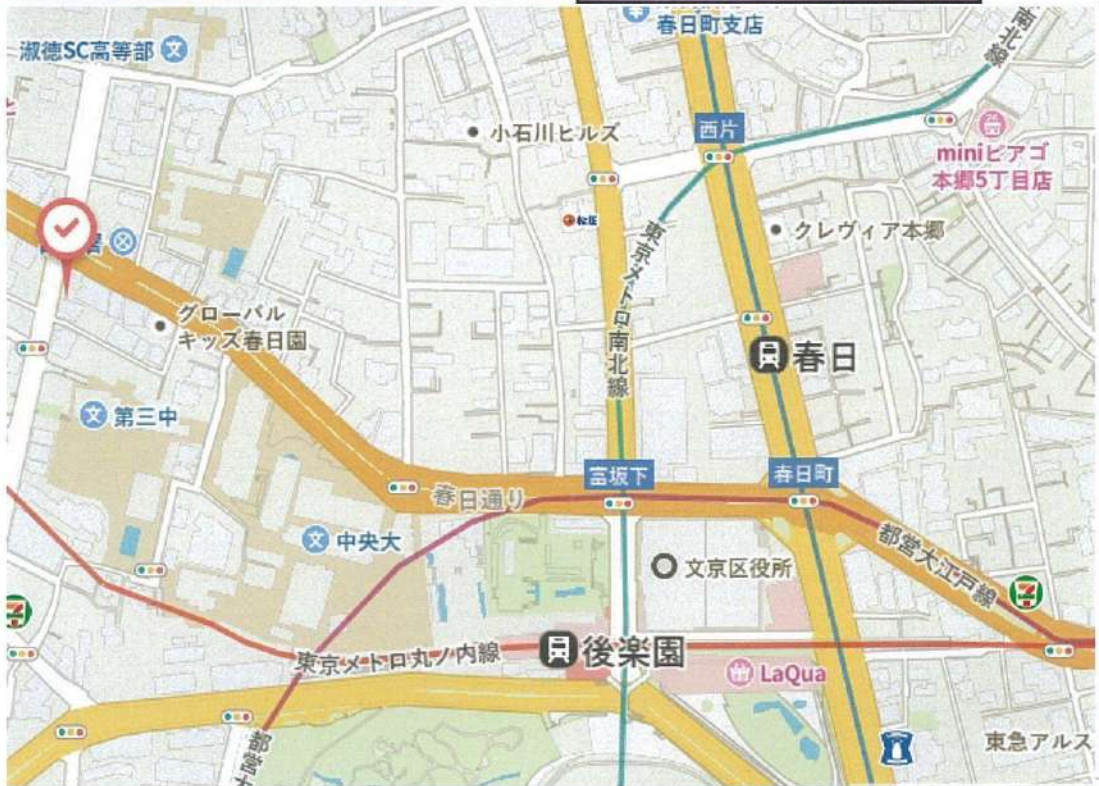 春日町支店
南北線
淑徳SC高等部
文
小石川ヒルズ
西片
miniピアゴ
本郷5丁目店
松屋
クレヴィア本郷
東京メトロ南北線
グローバル
キッズ春日園
春日
文
第三中
富坂下
春日町
春日通り
文
中央大
文京区役所
都営大江戸線
東京メトロ丸ノ内線
後楽園
LaQua
東急アルス